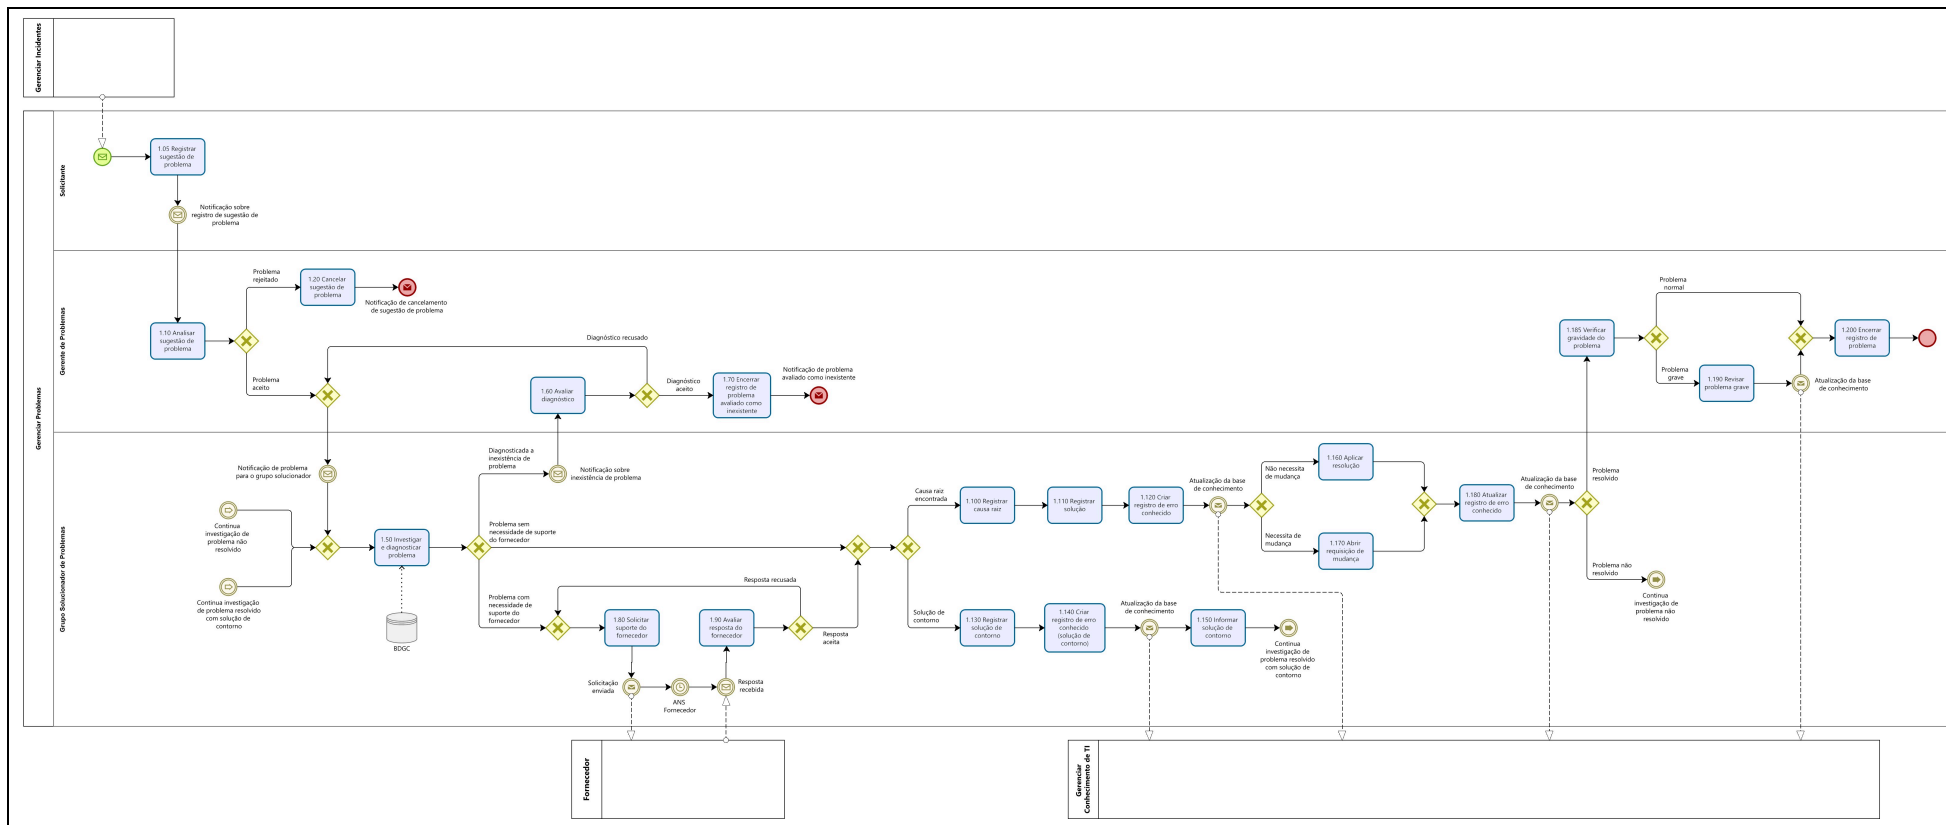 Gerenciar Incidentes
Gerenciar Problemas
Solicitante
1.05 Registrar
sugestão de
problema
Notificação sobre
registro de sugestão de
problema
Gerente de Problemas
1.10 Analisar
sugestão de
problema
Problema
rejeitado
1.20 Cancelar
sugestão de
problema
Notificação de cancelamento
de sugestão de problema
Problema
aceito
Diagnóstico recusado
1.60 Avaliar
diagnóstico
Diagnóstico
aceito
1.70 Encerrar
registro de
problema
avaliado como
inexistente
Notificação de problema
avaliado como inexistente
1.185 Verificar
gravidade do
problema
Problema
normal
Problema
grave
1.190 Revisar
problema grave
Atualização da base
de conhecimento
1.200 Encerrar
registro de
problema
Grupo Solucionador de Problemas
Notificação de problema
para o grupo solucionador
Continua
investigação de
problema não
resolvido
Continua investigação
de problema resolvido
com solução de
contorno
1.50 Investigar
e diagnosticar
problema
BDGC
Diagnosticada a
inexistência de
problema
Notificação sobre
inexistência de problema
Problema sem
necessidade de suporte
do fornecedor
Problema com
necessidade de
suporte do
fornecedor
1.80 Solicitar
suporte do
fornecedor
Solicitação
enviada
ANS
Fornecedor
Resposta
recebida
1.90 Avaliar
resposta do
fornecedor
Resposta recusada
Resposta
aceita
Causa raiz
encontrada
1.100 Registrar
causa raiz
1.110 Registrar
solução
1.120 Criar
registro de erro
conhecido
Atualização da base
de conhecimento
Não necessita
de mudança
1.160 Aplicar
resolução
Necessita de
mudança
1.170 Abrir
requisição de
mudança
1.180 Atualizar
registro de erro
conhecido
Atualização da base
de conhecimento
Problema
resolvido
Problema não
resolvido
Continua
investigação de
problema não
resolvido
Solução de
contorno
1.130 Registrar
solução de
contorno
1.140 Criar
registro de erro
conhecido
(solução de
contorno)
Atualização da base
de conhecimento
1.150 Informar
solução de
contorno
Continua
investigação de
problema resolvido
com solução de
contorno
Fornecedor
Gerenciar
Conhecimento de TI